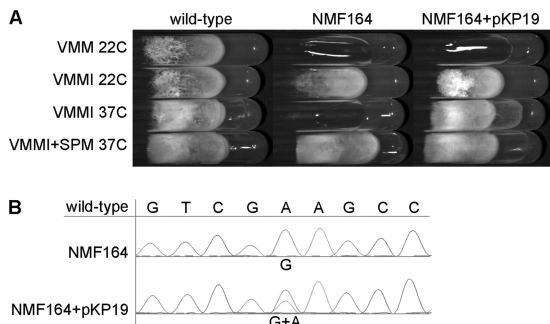 A
wild-type NMF164 NMF164+pKP19
VMM 22C
VMMI 22C
VMMI 37C
VMMI+SPM 37C
B
wild-type G T C G A A G C C
NMF164
G
NMF164+pKP19
G+A